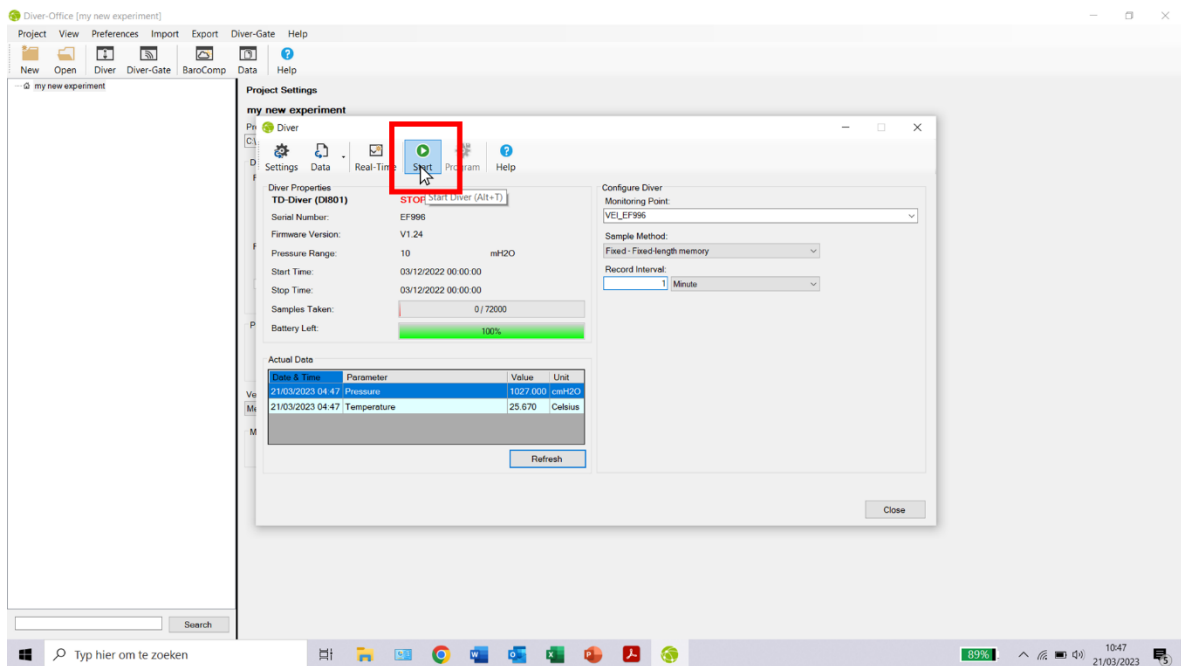 Diver-Office [my new experiment]
Project View Preferences Import Export Diver-Gate Help
New Open Diver Diver-Gate BaroComp Data Help
my new experiment
Project Settings
my new experiment
Diver
Settings Data Real-Time Start Program Help
Start Diver (Alt+T)
Diver Properties
TD-Diver (DI801) STOP
Serial Number: EF996
Firmware Version: V1.24
Pressure Range: 10 mH2O
Start Time: 03/12/2022 00:00:00
Stop Time: 03/12/2022 00:00:00
Samples Taken: 0 / 72000
Battery Left: 100%
Actual Data
Date & Time Parameter Value Unit
21/03/2023 04:47 Pressure 1027.000 cmH2O
21/03/2023 04:47 Temperature 25.670 Celsius
Refresh
Configure Diver
Monitoring Point:
VEI_EF996
Sample Method:
Fixed - Fixed-length memory
Record Interval:
1 Minute
Close
Search
Typ hier om te zoeken
89%
10:47
21/03/2023
5